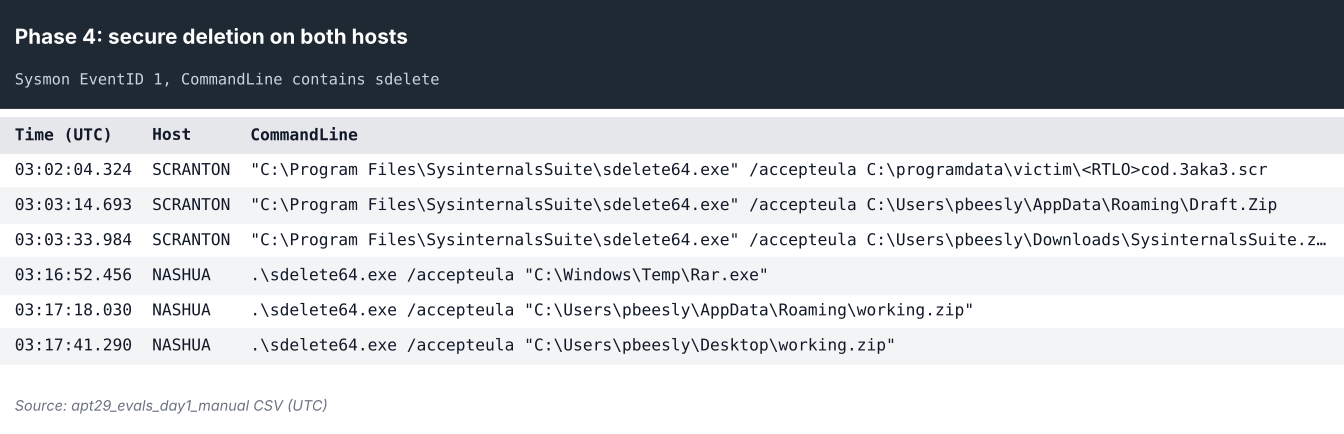 Phase 4: secure deletion on both hosts
Sysmon EventID 1, CommandLine contains sdelete
Time (UTC) Host CommandLine
03:02:04.324 SCRANTON "C:\Program Files\SysinternalsSuite\sdelete64.exe" /accepteula C:\programdata\victim\<RTLO>cod.3aka3.scr
03:03:14.693 SCRANTON "C:\Program Files\SysinternalsSuite\sdelete64.exe" /accepteula C:\Users\pbeesly\AppData\Roaming\Draft.Zip
03:03:33.984 SCRANTON "C:\Program Files\SysinternalsSuite\sdelete64.exe" /accepteula C:\Users\pbeesly\Downloads\SysinternalsSuite.z…
03:16:52.456 NASHUA .\sdelete64.exe /accepteula "C:\Windows\Temp\Rar.exe"
03:17:18.030 NASHUA .\sdelete64.exe /accepteula "C:\Users\pbeesly\AppData\Roaming\working.zip"
03:17:41.290 NASHUA .\sdelete64.exe /accepteula "C:\Users\pbeesly\Desktop\working.zip"
Source: apt29_evals_day1_manual CSV (UTC)